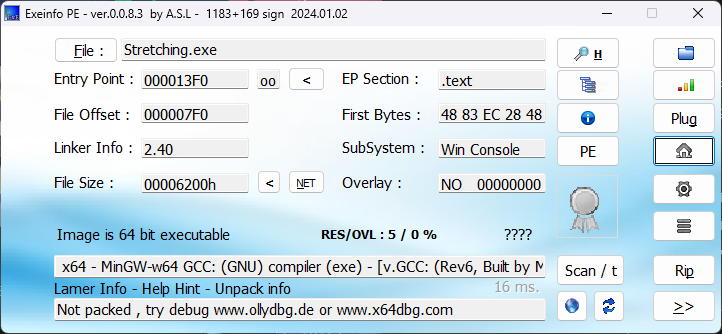 Exeinfo PE - ver.0.0.8.3 by A.S.L - 1183+169 sign 2024.01.02
File : Stretching.exe H
Entry Point : 000013F0 oo < EP Section : .text
File Offset : 000007F0 First Bytes : 48 83 EC 28 48 Plug
Linker Info : 2.40 SubSystem : Win Console PE
File Size : 00006200h < NET Overlay : NO 00000000
Image is 64 bit executable RES/OVL : 5 / 0 % ????
x64 - MinGW-w64 GCC: (GNU) compiler (exe) - [v.GCC: (Rev6, Built by M Scan / t Rip
Lamer Info - Help Hint - Unpack info 16 ms.
Not packed , try debug www.ollydbg.de or www.x64dbg.com >>